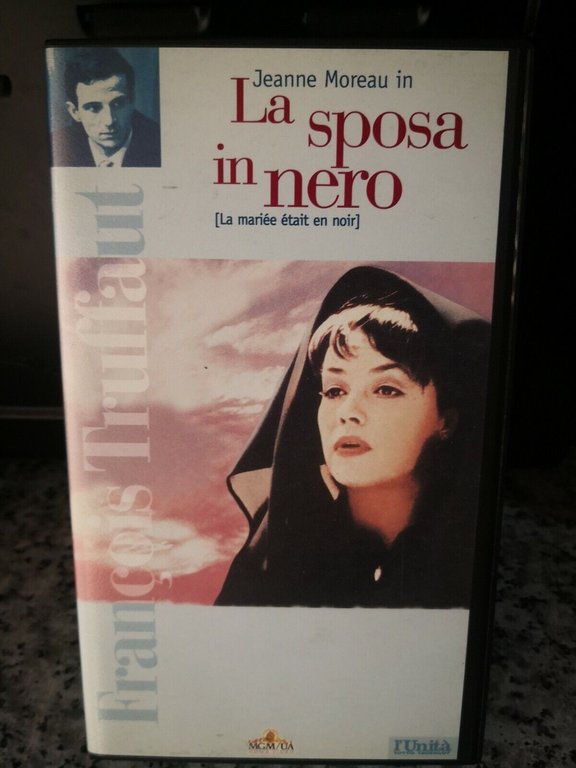 Jeanne Moreau in
La sposa
in nero
[La mariée était en noir]
François Truffaut
MGM/UA
l'Unità